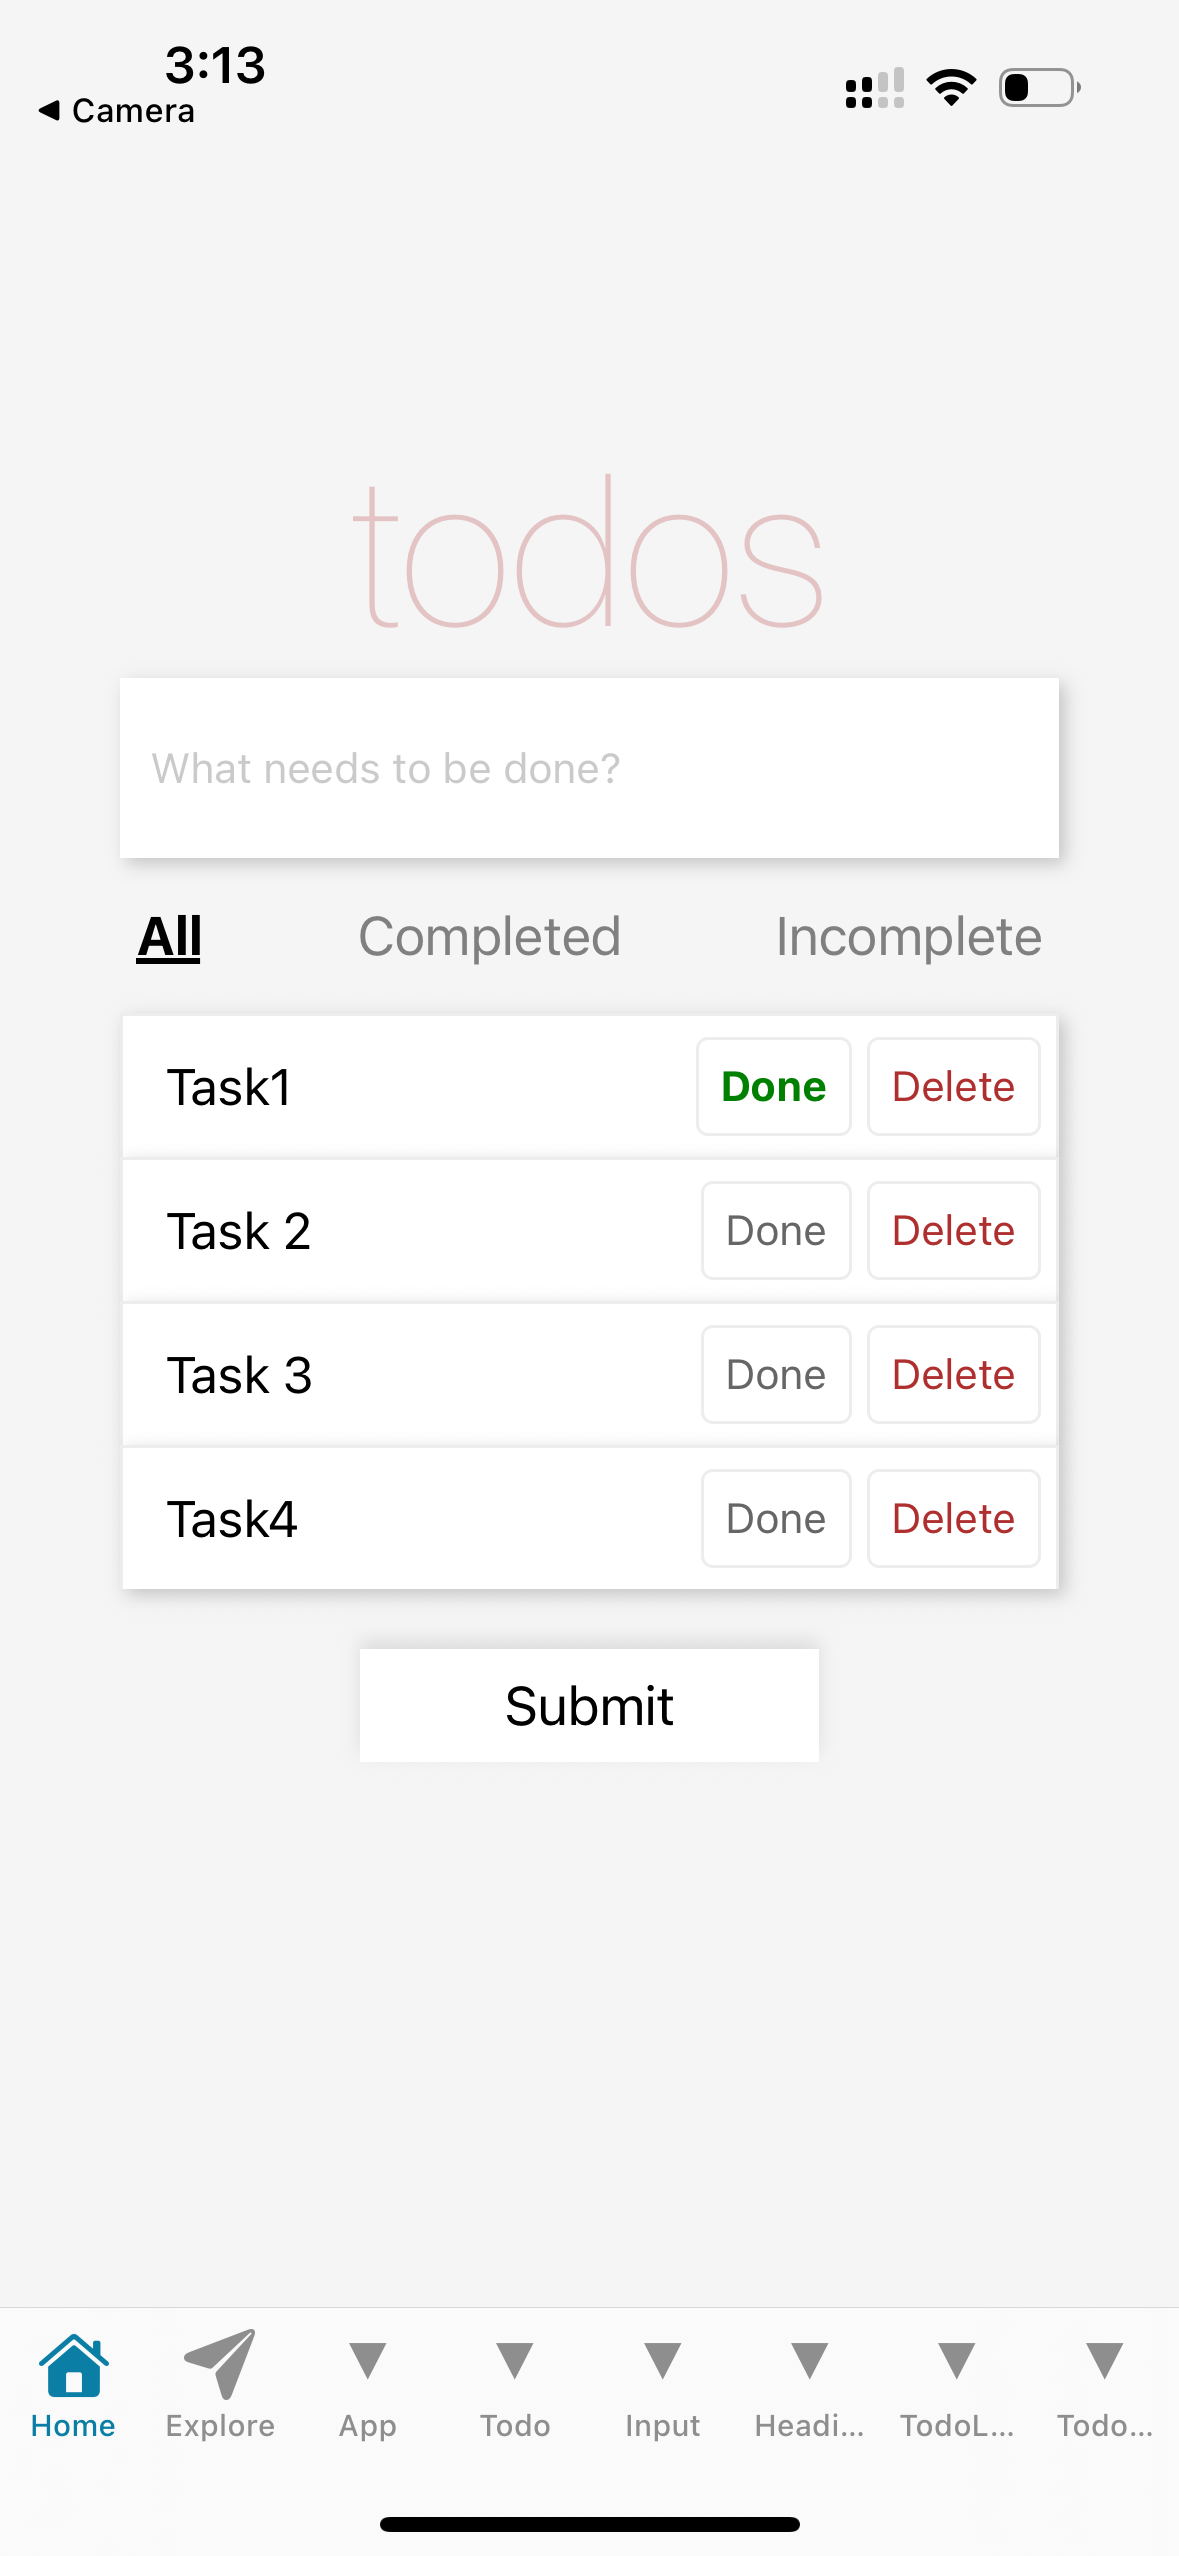 3:13
Camera
todos
What needs to be done?
All Completed Incomplete
Task1 Done Delete
Task 2 Done Delete
Task 3 Done Delete
Task4 Done Delete
Submit
Home Explore App Todo Input Headi... TodoL... Todo...